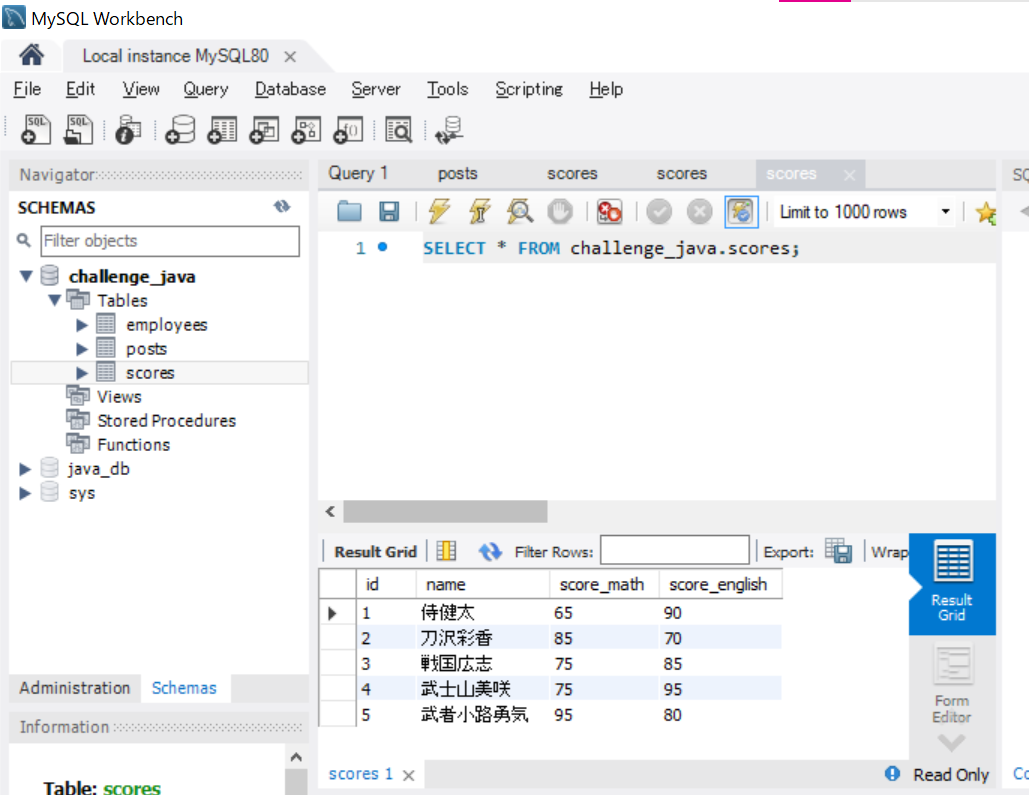 MySQL Workbench
Local instance MySQL80
File Edit View Query Database Server Tools Scripting Help
Navigator
SCHEMAS
Filter objects
challenge_java
Tables
employees
posts
scores
Views
Stored Procedures
Functions
java_db
sys
Administration Schemas
Information
Table: scores
Query 1 posts scores scores scores
Limit to 1000 rows
1 SELECT * FROM challenge_java.scores;
Result Grid Filter Rows: Export: Wrap
id name score_math score_english
1 侍健太 65 90
2 刀沢彩香 85 70
3 戦国広志 75 85
4 武士山美咲 75 95
5 武者小路勇気 95 80
Result
Grid
Form
Editor
scores 1
Read Only